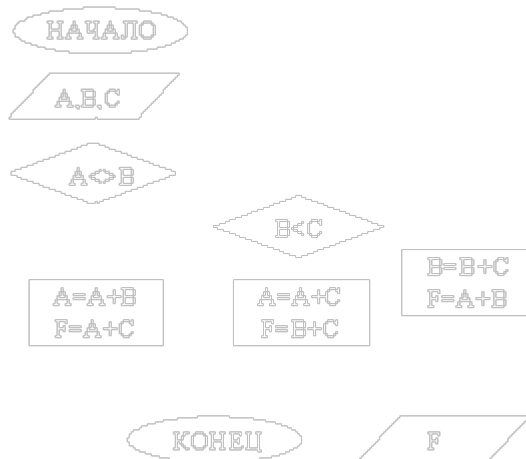 НАЧАЛО
A,B,C
A<>B
B<C
B=B+C
F=A+B
A=A+B
F=A+C
A=A+C
F=B+C
КОНЕЦ
F